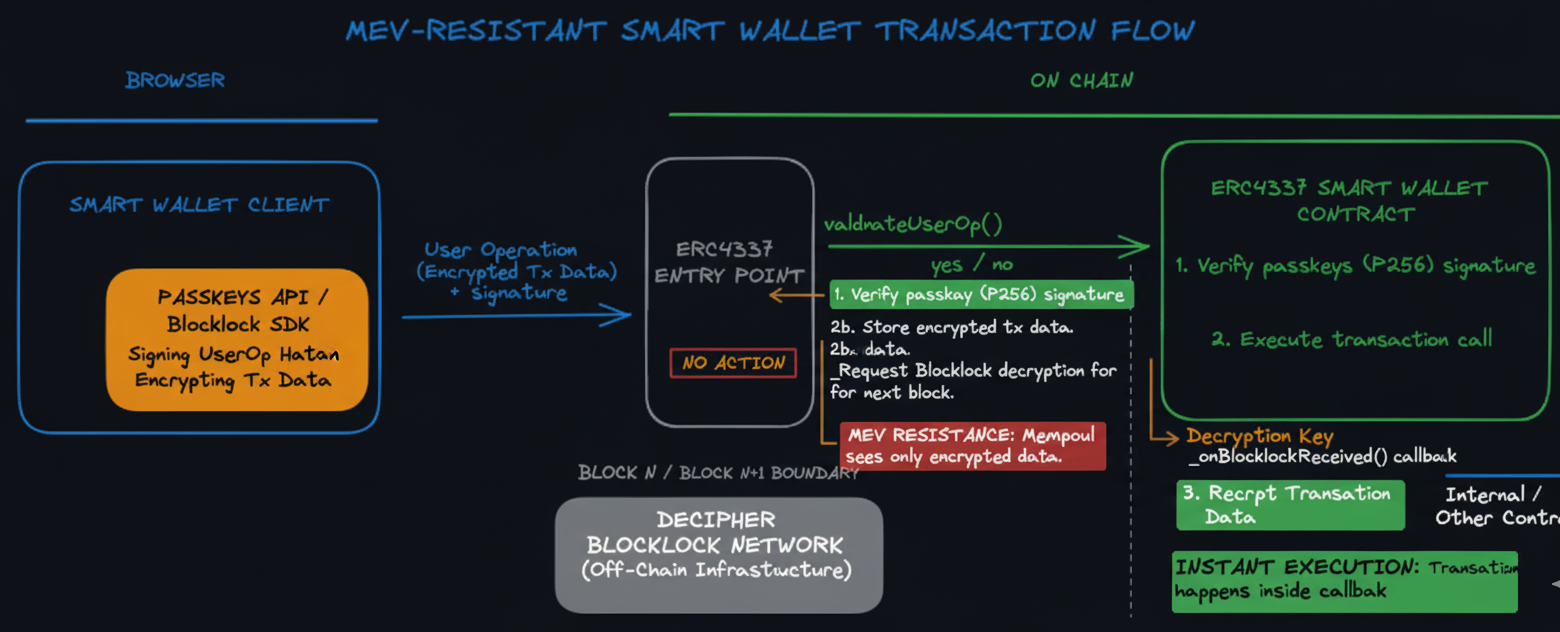 MEV-RESISTANT SMART WALLET TRANSACTION FLOW
BROWSER
ON CHAIN
SMART WALLET CLIENT
PASSKEYS API /
Blocklock SDK
Signing UserOp Hatan
Encrypting Tx Data
User Operation
(Encrypted Tx Data)
+ Signature
ERC4337
ENTRY POINT
NO ACTION
valdnateUserOp()
yes / no
1. Verify passkay (P256) signature
2b. Store encrypted tx data.
2b. data.
_Request Blocklock decryption for
for next block.
MEV RESISTANCE: Mempoul
sees only encrypted data.
BLOCK N / BLOCK N+1 BOUNDARY
DECIPHER
BLOCKLOCK NETWORK
(Off-Chain Infrastucture)
ERC4337 SMART WALLET
CONTRACT
1. Verify passkeys (P256) signature
2. Execute transaction call
Decryption Key
_onBlocklockReceived() callback
3. Recrpt Transation
Data
Internal /
Other Contra
INSTANT EXECUTION: Transation
happens inside callbak